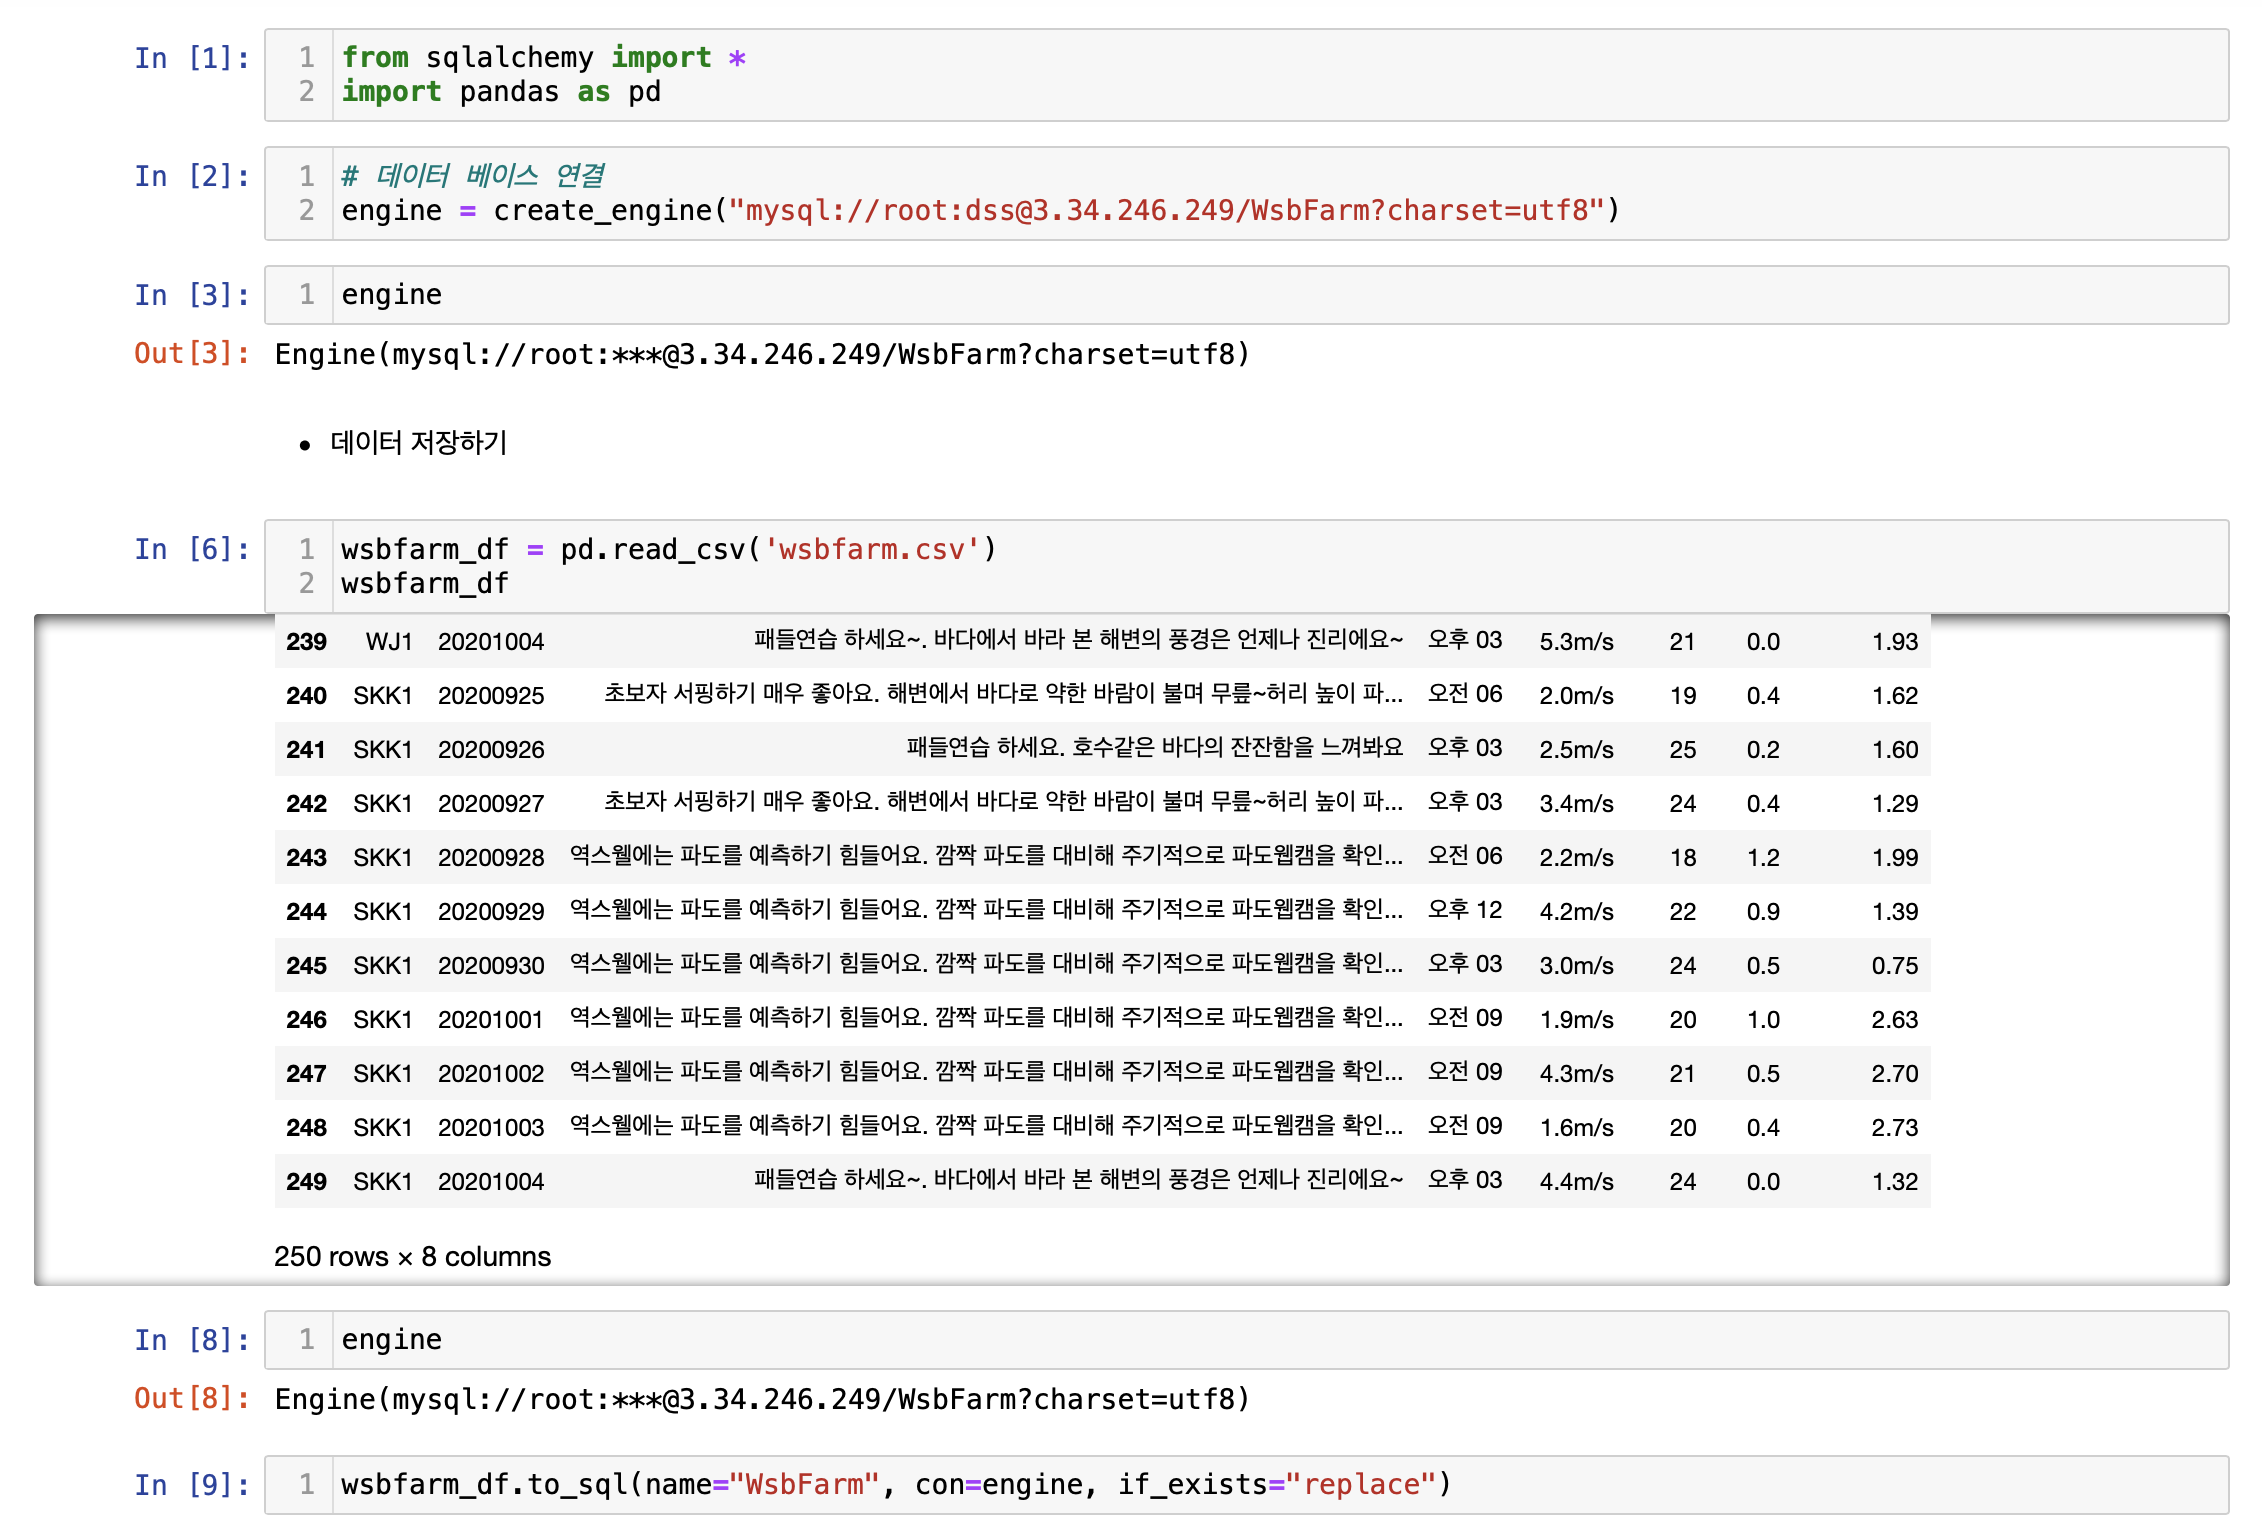 In [1]:
1 from sqlalchemy import *
2 import pandas as pd
In [2]:
1 # 데이터 베이스 연결
2 engine = create_engine("mysql://root:dss@3.34.246.249/WsbFarm?charset=utf8")
In [3]:
1 engine
Out[3]: Engine(mysql://root:***@3.34.246.249/WsbFarm?charset=utf8)
• 데이터 저장하기
In [6]:
1 wsbfarm_df = pd.read_csv('wsbfarm.csv')
2 wsbfarm_df
239 WJ1 20201004 패들연습 하세요~. 바다에서 바라 본 해변의 풍경은 언제나 진리에요~ 오후 03 5.3m/s 21 0.0 1.93
240 SKK1 20200925 초보자 서핑하기 매우 좋아요. 해변에서 바다로 약한 바람이 불며 무릎~허리 높이 파... 오전 06 2.0m/s 19 0.4 1.62
241 SKK1 20200926 패들연습 하세요. 호수같은 바다의 잔잔함을 느껴봐요 오후 03 2.5m/s 25 0.2 1.60
242 SKK1 20200927 초보자 서핑하기 매우 좋아요. 해변에서 바다로 약한 바람이 불며 무릎~허리 높이 파... 오후 03 3.4m/s 24 0.4 1.29
243 SKK1 20200928 역스웰에는 파도를 예측하기 힘들어요. 깜짝 파도를 대비해 주기적으로 파도웹캠을 확인... 오전 06 2.2m/s 18 1.2 1.99
244 SKK1 20200929 역스웰에는 파도를 예측하기 힘들어요. 깜짝 파도를 대비해 주기적으로 파도웹캠을 확인... 오후 12 4.2m/s 22 0.9 1.39
245 SKK1 20200930 역스웰에는 파도를 예측하기 힘들어요. 깜짝 파도를 대비해 주기적으로 파도웹캠을 확인... 오후 03 3.0m/s 24 0.5 0.75
246 SKK1 20201001 역스웰에는 파도를 예측하기 힘들어요. 깜짝 파도를 대비해 주기적으로 파도웹캠을 확인... 오전 09 1.9m/s 20 1.0 2.63
247 SKK1 20201002 역스웰에는 파도를 예측하기 힘들어요. 깜짝 파도를 대비해 주기적으로 파도웹캠을 확인... 오전 09 4.3m/s 21 0.5 2.70
248 SKK1 20201003 역스웰에는 파도를 예측하기 힘들어요. 깜짝 파도를 대비해 주기적으로 파도웹캠을 확인... 오전 09 1.6m/s 20 0.4 2.73
249 SKK1 20201004 패들연습 하세요~. 바다에서 바라 본 해변의 풍경은 언제나 진리에요~ 오후 03 4.4m/s 24 0.0 1.32
250 rows × 8 columns
In [8]:
1 engine
Out[8]: Engine(mysql://root:***@3.34.246.249/WsbFarm?charset=utf8)
In [9]:
1 wsbfarm_df.to_sql(name="WsbFarm", con=engine, if_exists="replace")